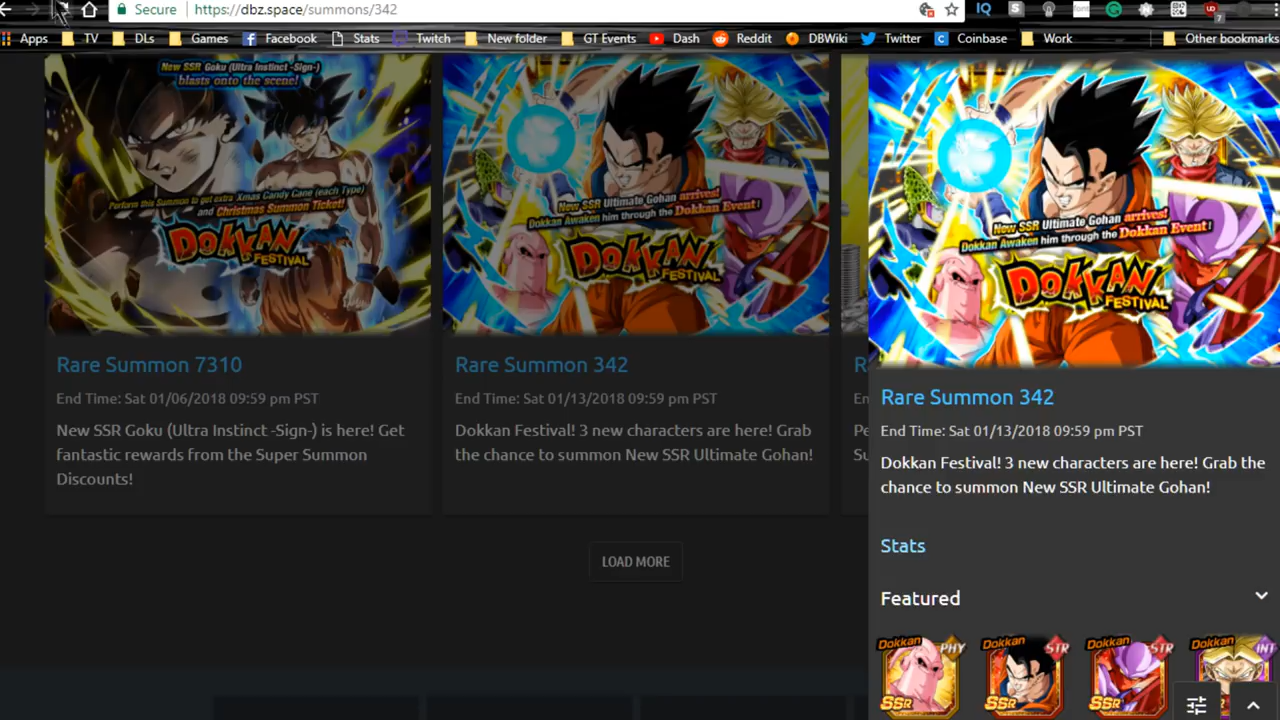 Secure https://dbz.space/summons/342
Apps TV DLs Games Facebook Stats Twitch New folder GT Events Dash Reddit DBWiki Twitter Coinbase Work Other bookmarks
New SSR Goku (Ultra Instinct -Sign-)
blasts onto the scene!
Perform this Summon to get extra Xmas Candy Cane (each Type)
and Christmas Summon Ticket!
DOKKAN
FESTIVAL
New SSR Ultimate Gohan arrives!
Dokkan Awaken him through the Dokkan Event!
DOKKAN
FESTIVAL
New SSR Ultimate Gohan arrives!
Dokkan Awaken him through the Dokkan Event!
DOKKAN
FESTIVAL
Rare Summon 7310
End Time: Sat 01/06/2018 09:59 pm PST
New SSR Goku (Ultra Instinct -Sign-) is here! Get
fantastic rewards from the Super Summon
Discounts!
Rare Summon 342
End Time: Sat 01/13/2018 09:59 pm PST
Dokkan Festival! 3 new characters are here! Grab
the chance to summon New SSR Ultimate Gohan!
LOAD MORE
Rare Summon 342
End Time: Sat 01/13/2018 09:59 pm PST
Dokkan Festival! 3 new characters are here! Grab the
chance to summon New SSR Ultimate Gohan!
Stats
Featured
Dokkan PHY Dokkan STR Dokkan STR Dokkan INT
SSR SSR SSR